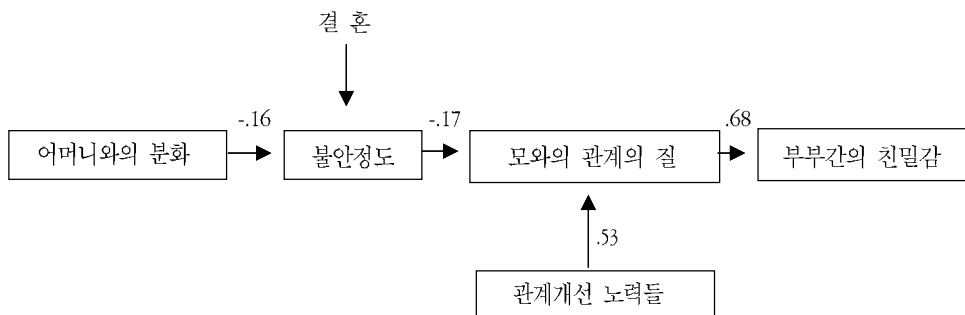 결 혼
-.16
-.17
.68
어머니와의 분화
불안정도
모와의 관계의 질
부부간의 친밀감
.53
관계개선 노력들